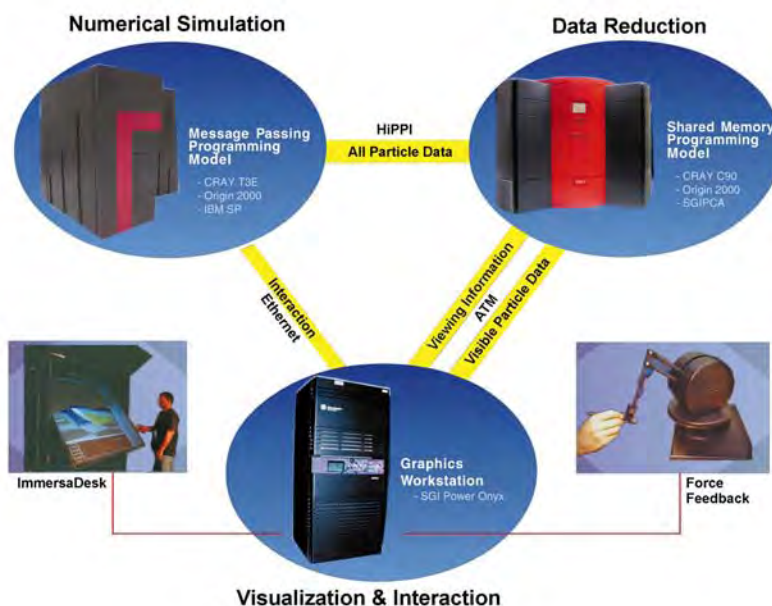 Numerical Simulation
Data Reduction
Message Passing
Programming
Model
- CRAY T3E
- Origin 2000
- IBM SP
HiPPI
All Particle Data
Shared Memory
Programming
Model
- CRAY C90
- Origin 2000
- SGIPCA
Interaction
Ethernet
Viewing Information
ATM
Visible Particle Data
ImmersaDesk
Graphics
Workstation
- SGI Power Onyx
Force
Feedback
Visualization & Interaction